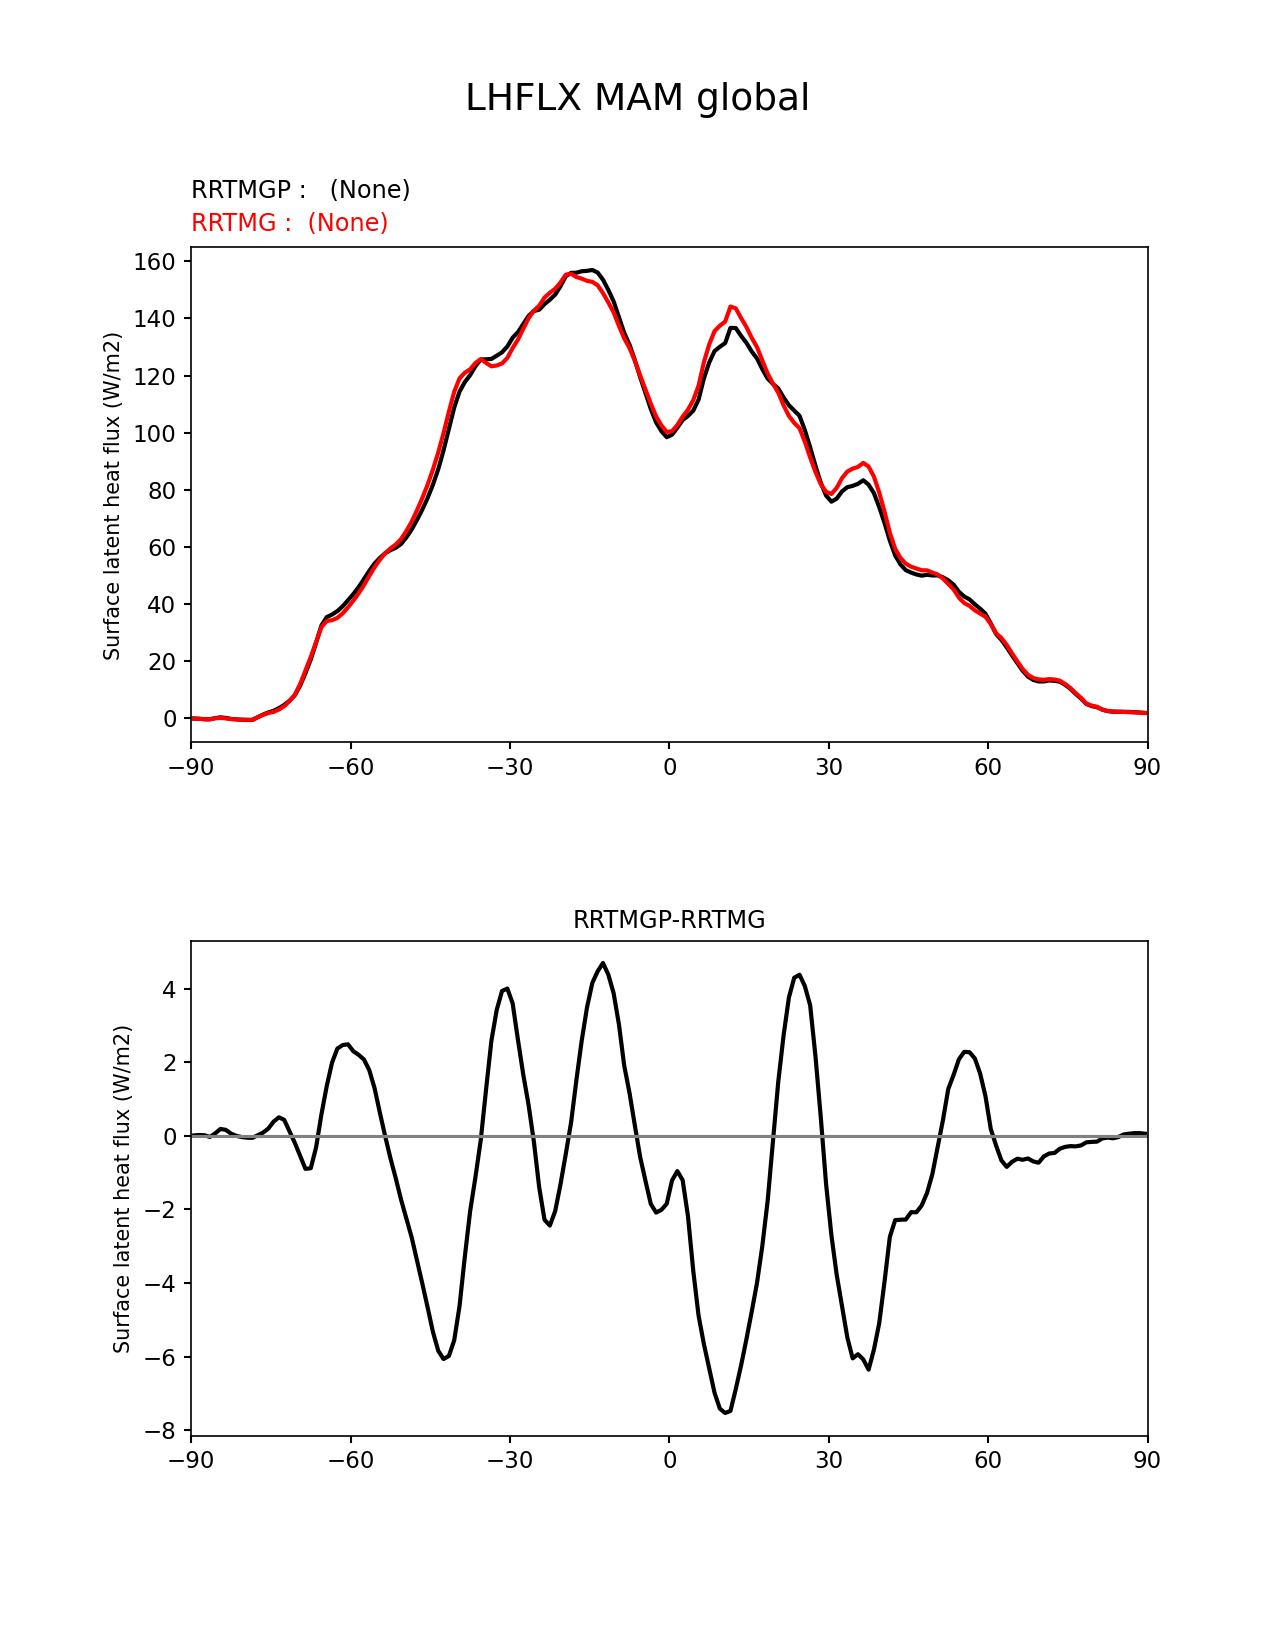 LHFLX MAM global
RRTMGP :   (None)
RRTMG :  (None)
Surface latent heat flux (W/m2)
160
140
120
100
80
60
40
20
0
−90 −60 −30 0 30 60 90
RRTMGP-RRTMG
Surface latent heat flux (W/m2)
4
2
0
−2
−4
−6
−8
−90 −60 −30 0 30 60 90